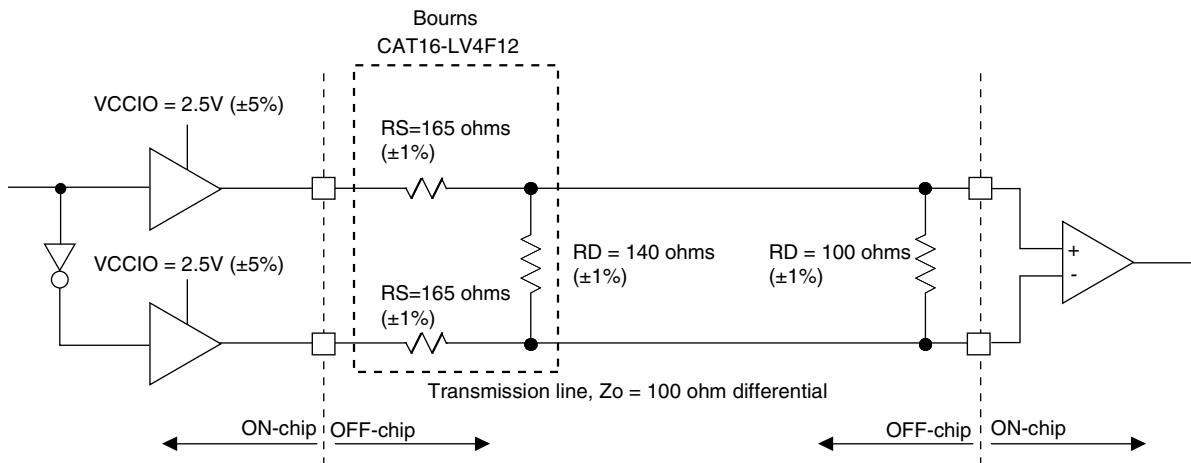 Bourns
CAT16-LV4F12
VCCIO = 2.5V (±5%)
RS=165 ohms
(±1%)
RD = 140 ohms
(±1%)
RD = 100 ohms
(±1%)
+
-
VCCIO = 2.5V (±5%)
RS=165 ohms
(±1%)
Transmission line, Zo = 100 ohm differential
ON-chip
OFF-chip
OFF-chip
ON-chip